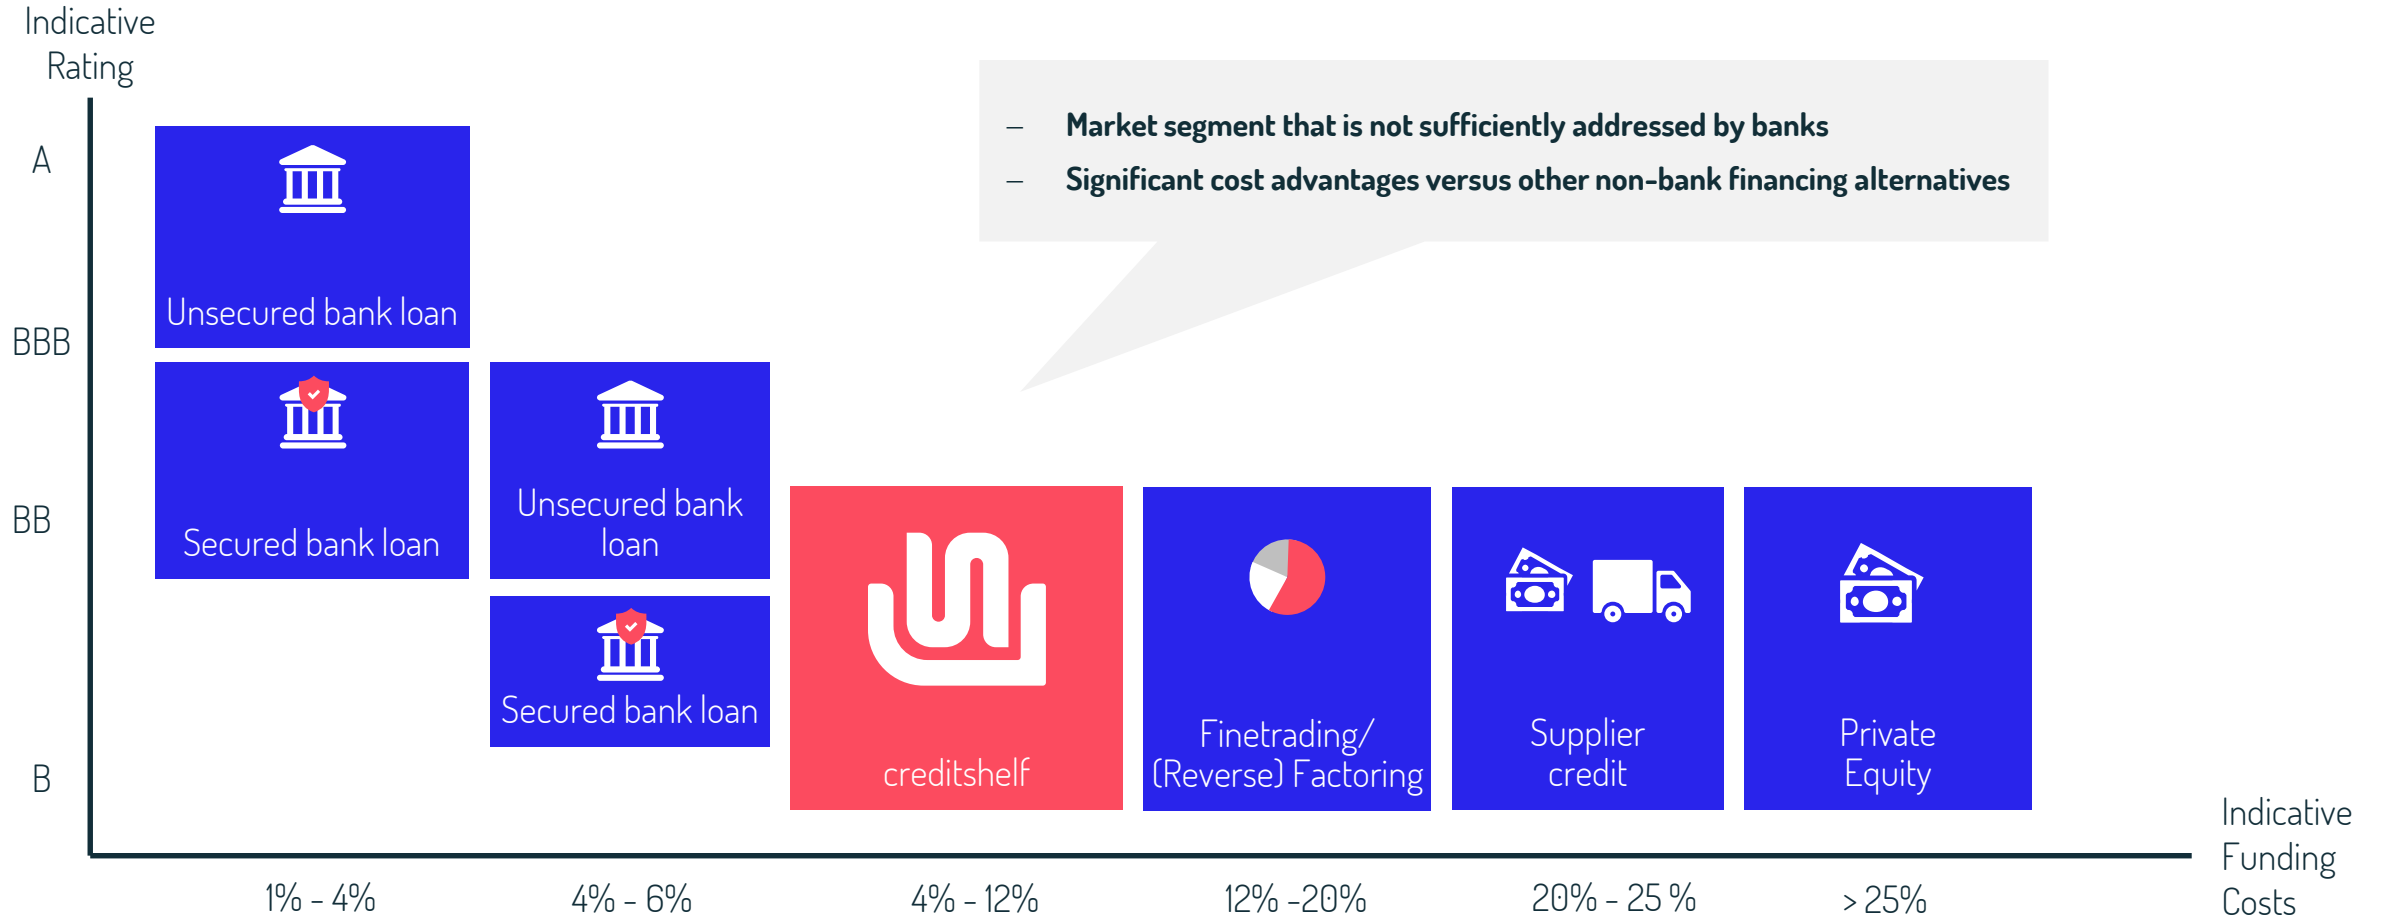 Indicative
Rating
– Market segment that is not sufficiently addressed by banks
– Significant cost advantages versus other non-bank financing alternatives
A
BBB
BB
B
Unsecured bank loan
Secured bank loan
Unsecured bank
loan
Secured bank loan
creditshelf
Finetrading/
(Reverse) Factoring
Supplier
credit
Private
Equity
Indicative
Funding
Costs
1% – 4%
4% – 6%
4% – 12%
12% –20%
20% – 25 %
> 25%